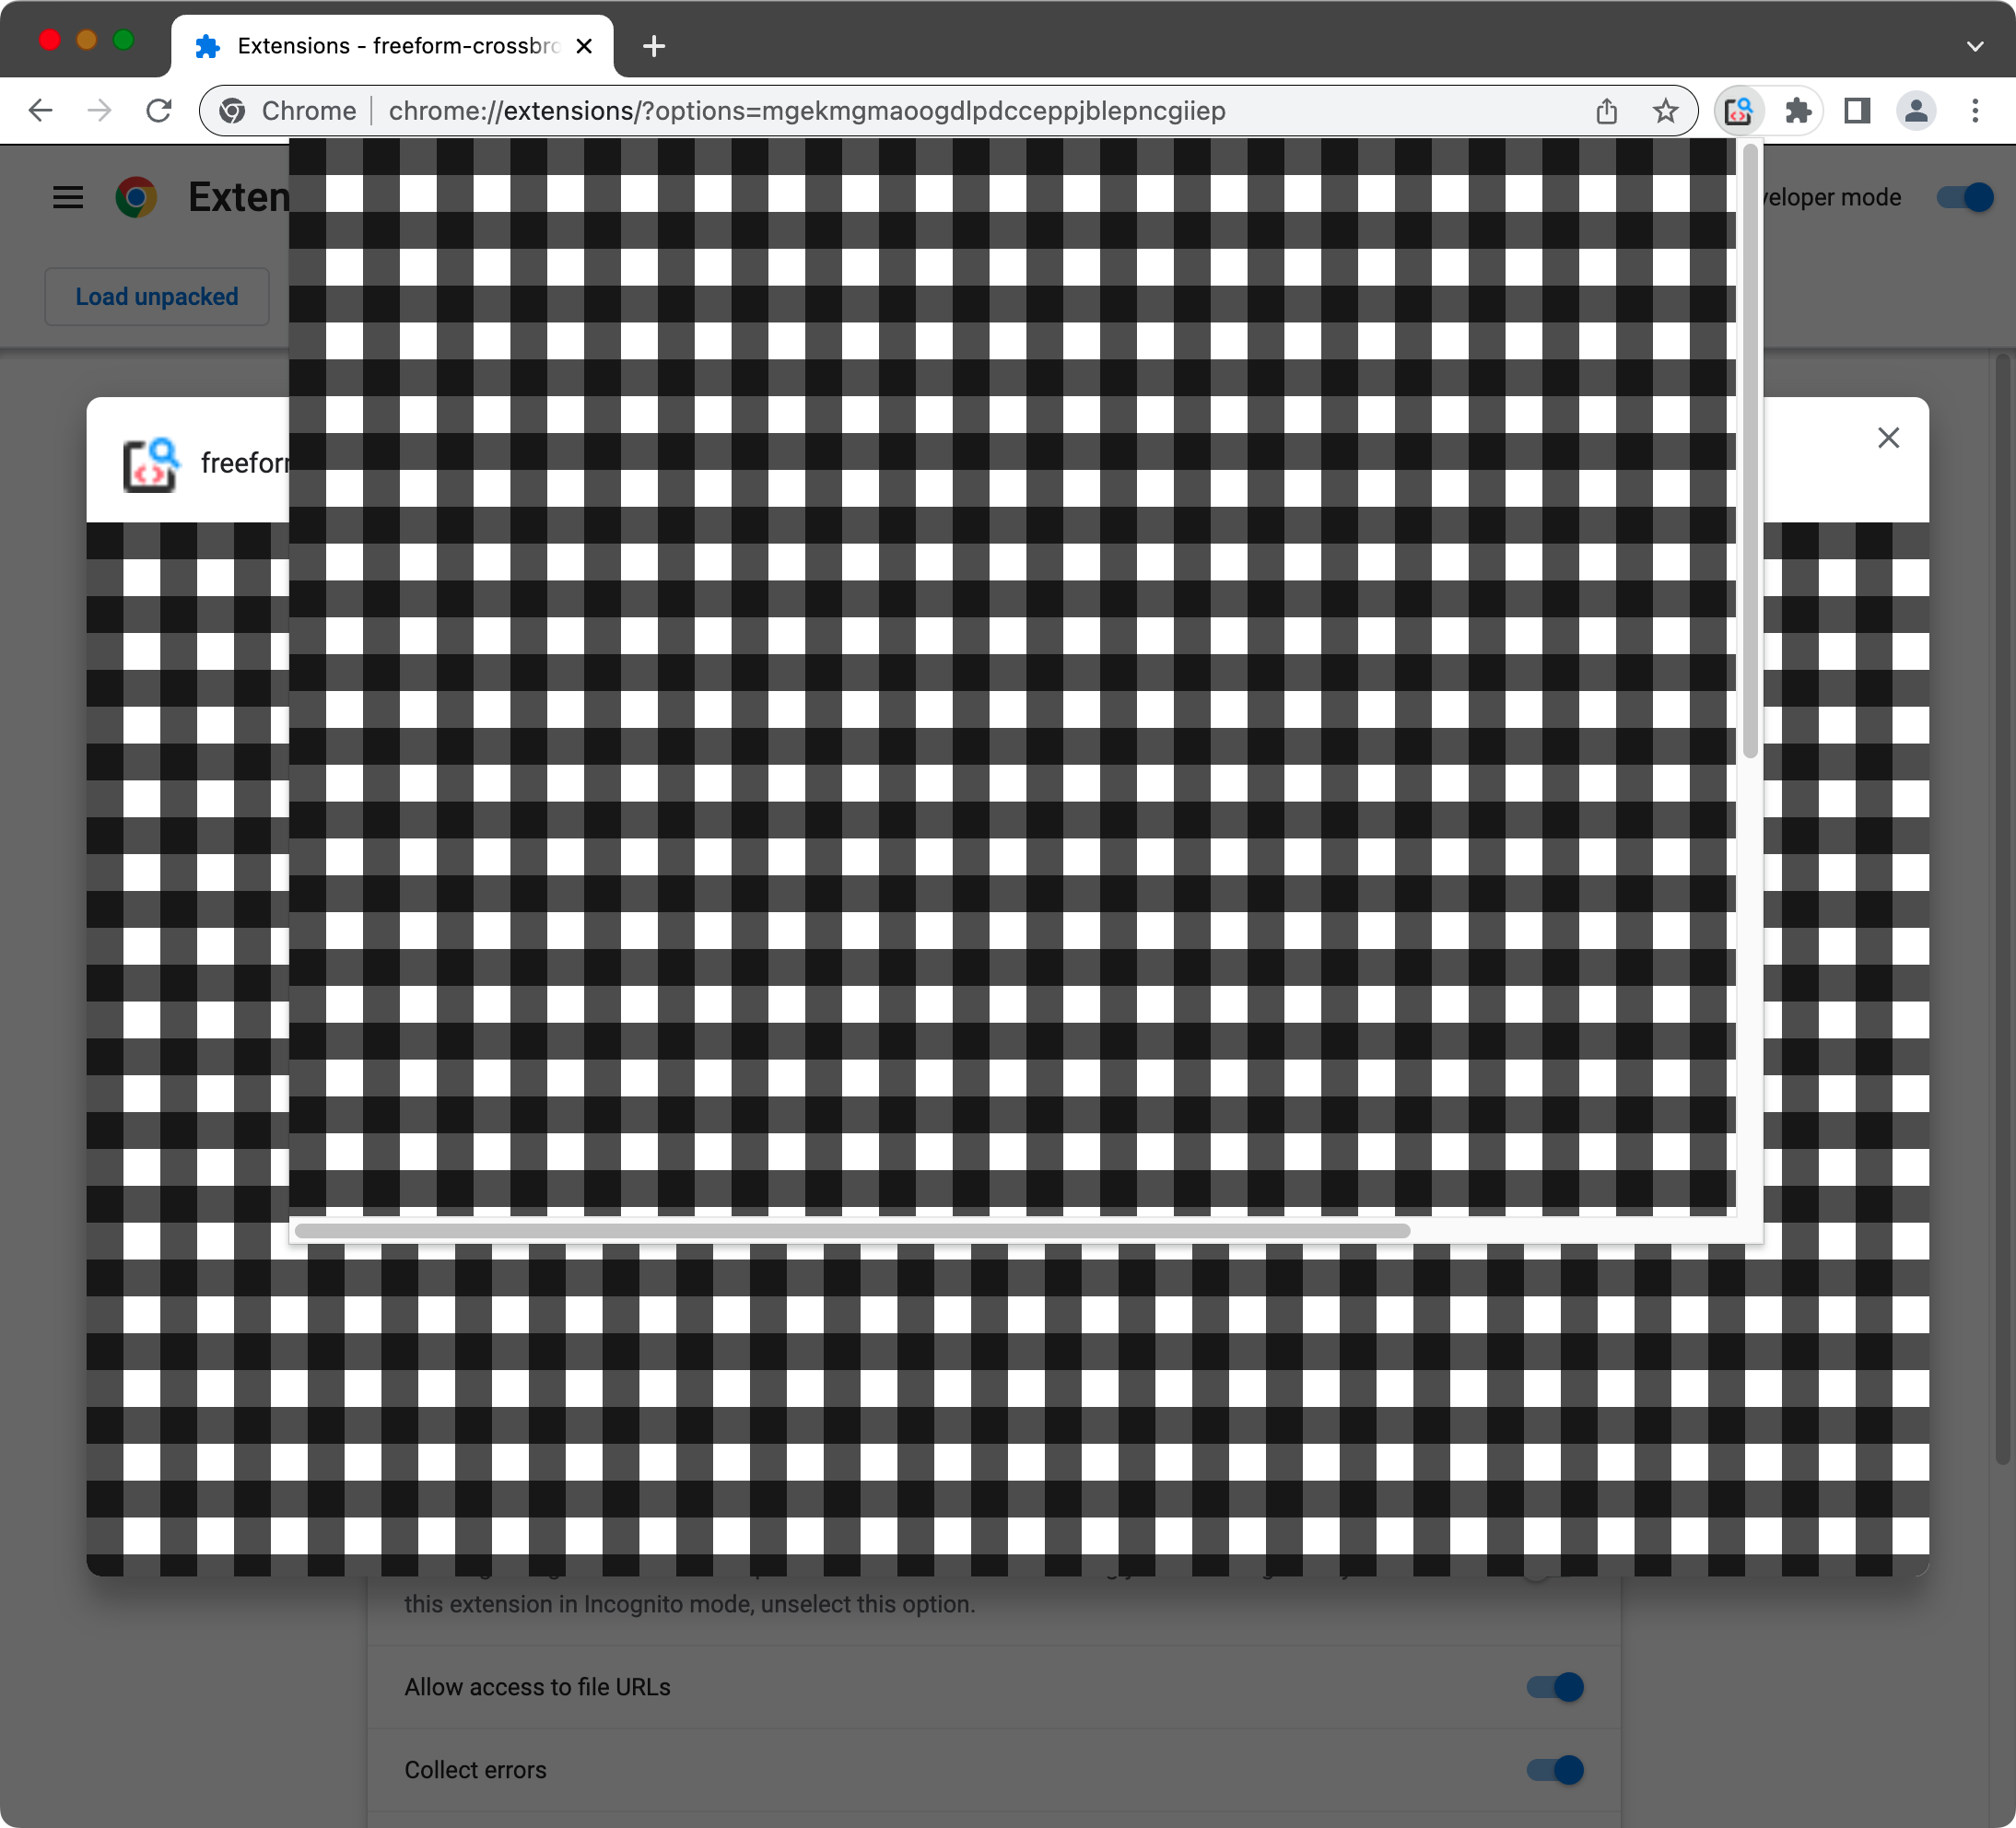 Extensions - freeform-crossbro
Chrome
chrome://extensions/?options=mgekmgmaoogdlpdcceppjblepncgiiep
Exten
veloper mode
Load unpacked
freeform
this extension in Incognito mode, unselect this option.
Allow access to file URLs
Collect errors